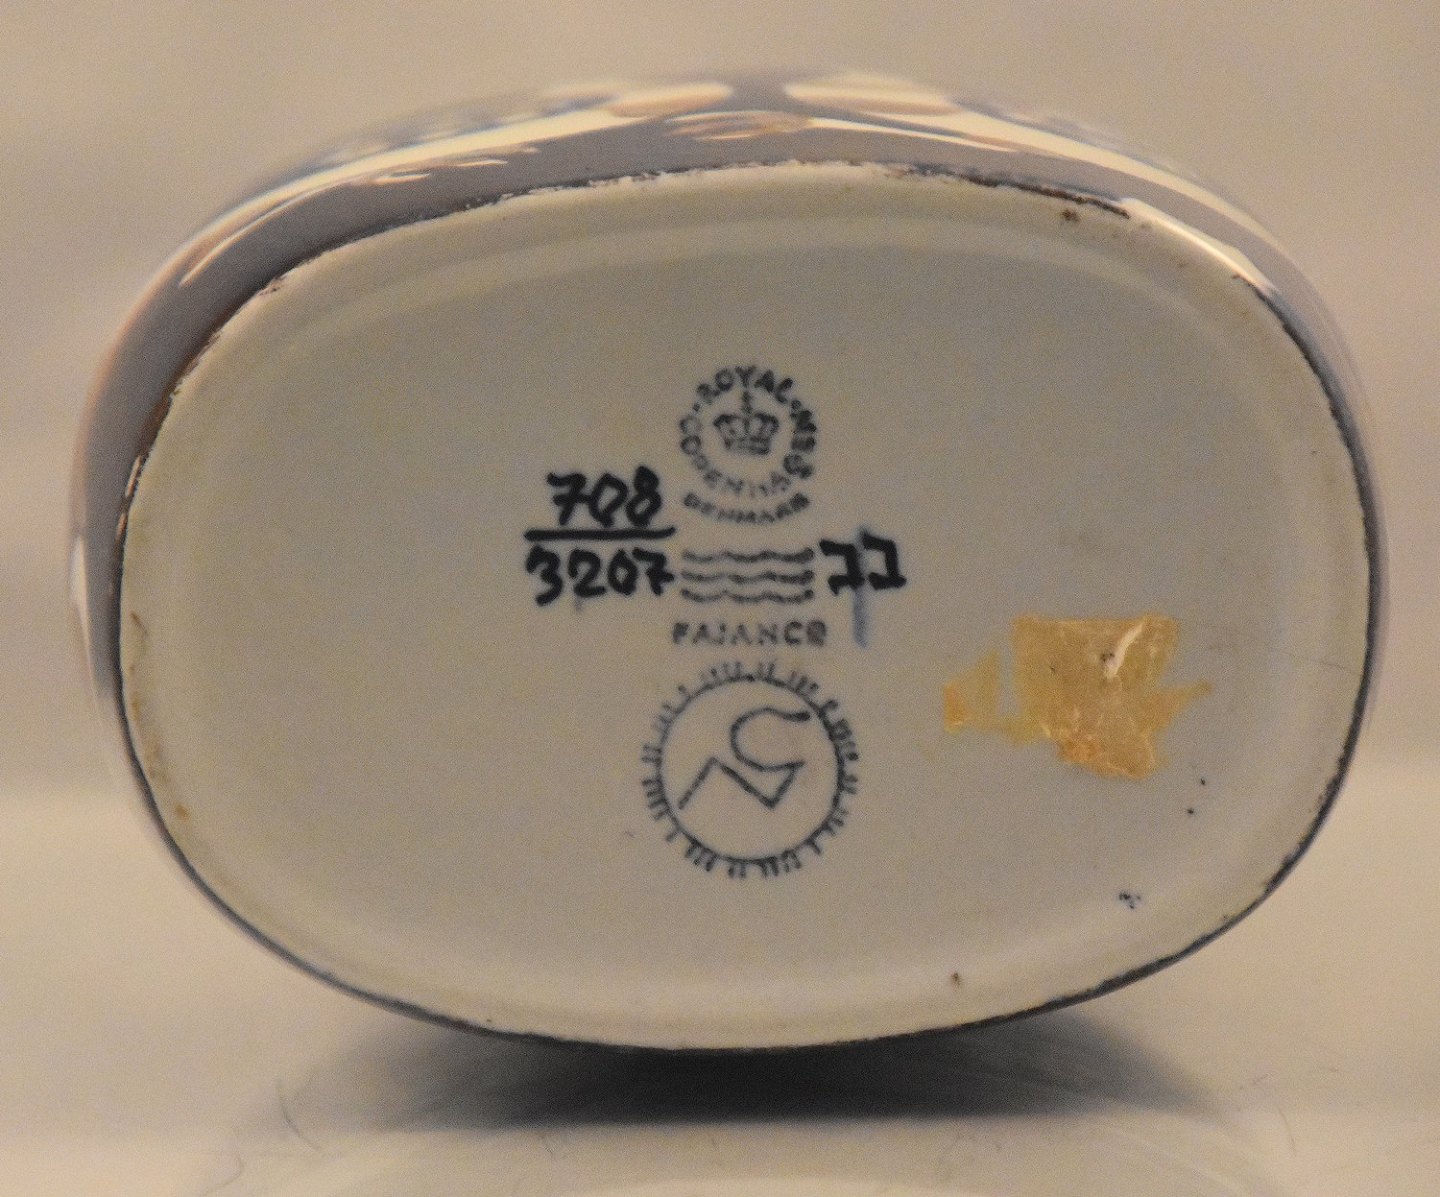 ROYAL
COPENHAGEN
DENMARK
708
3207
FAJANCE